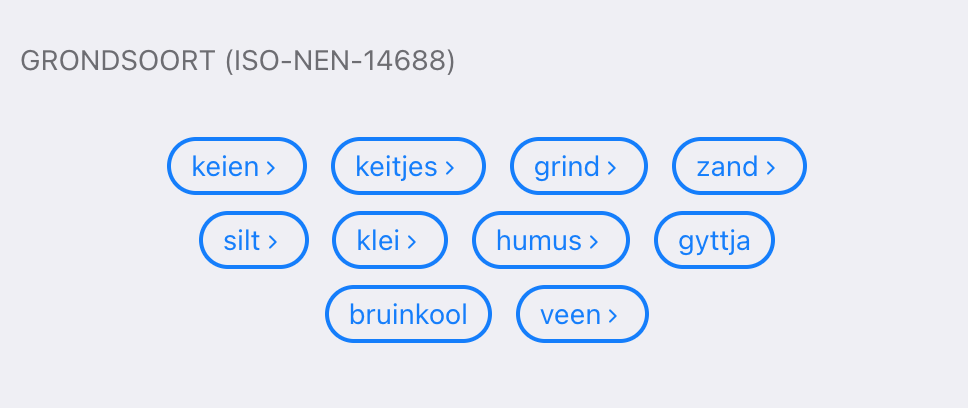 GRONDSOORT (ISO-NEN-14688)
keien › keitjes › grind › zand ›
silt › klei › humus › gyttja
bruinkool veen ›